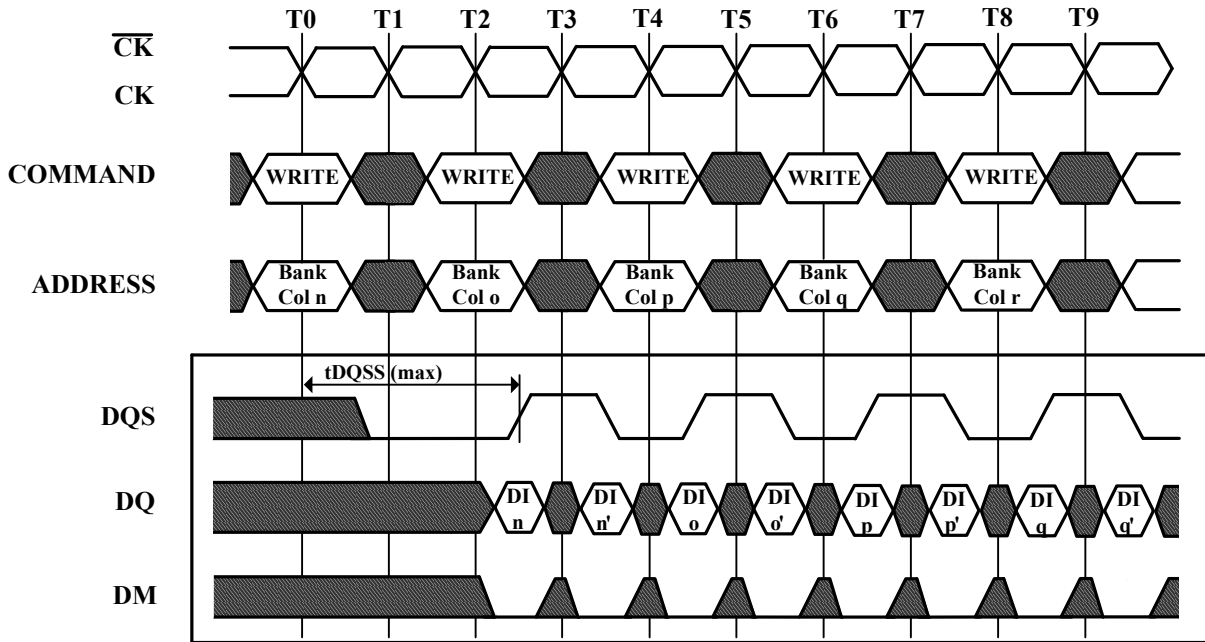 T0 T1 T2 T3 T4 T5 T6 T7 T8 T9
CK
CK
COMMAND WRITE WRITE WRITE WRITE WRITE
ADDRESS Bank Bank Bank Bank Bank
Col n Col o Col p Col q Col r
tDQSS (max)
DQS
DQ DI DI DI DI DI DI DI DI
n n' o o' p p' q q'
DM